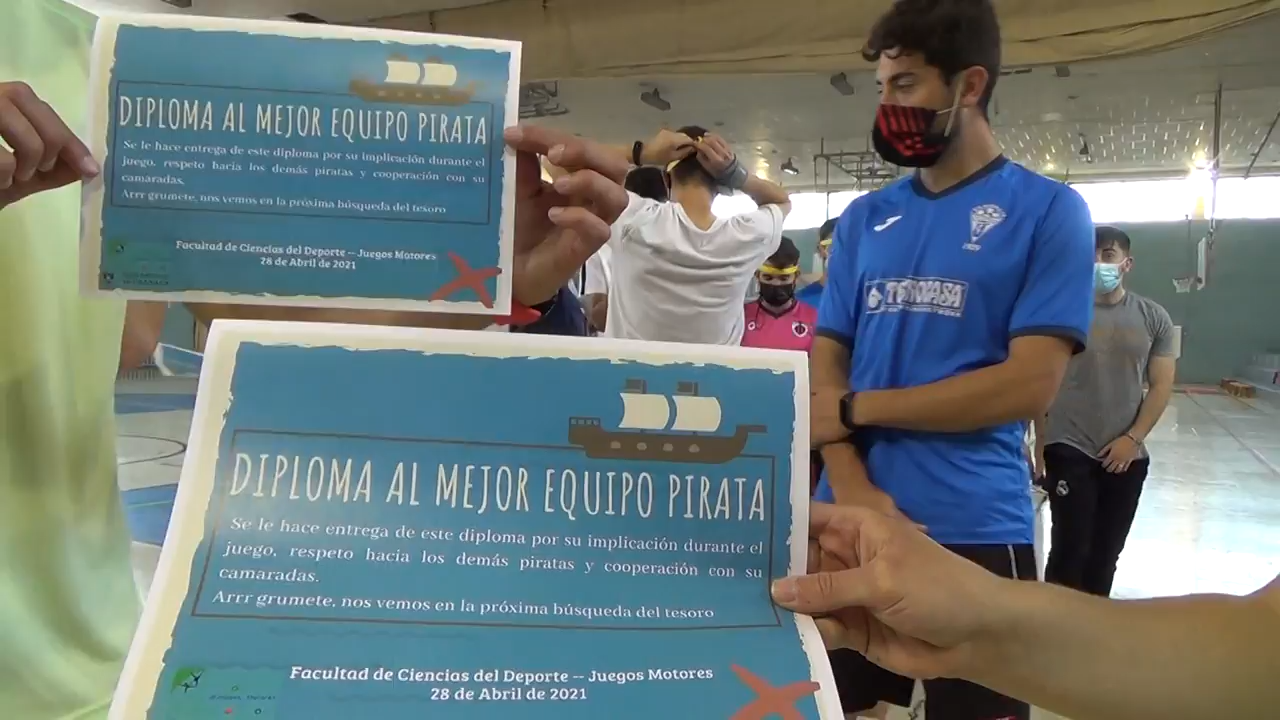 DIPLOMA AL MEJOR EQUIPO PIRATA
Se le hace entrega de este diploma por su implicación durante el
juego, respeto hacia los demás piratas y cooperación con su
camaradas.
Arrr grumete, nos vemos en la próxima búsqueda del tesoro
Facultad de Ciencias del Deporte -- Juegos Motores
28 de Abril de 2021
DIPLOMA AL MEJOR EQUIPO PIRATA
Se le hace entrega de este diploma por su implicación durante el
juego, respeto hacia los demás piratas y cooperación con su
camaradas.
Arrr grumete, nos vemos en la próxima búsqueda del tesoro
Facultad de Ciencias del Deporte -- Juegos Motores
28 de Abril de 2021